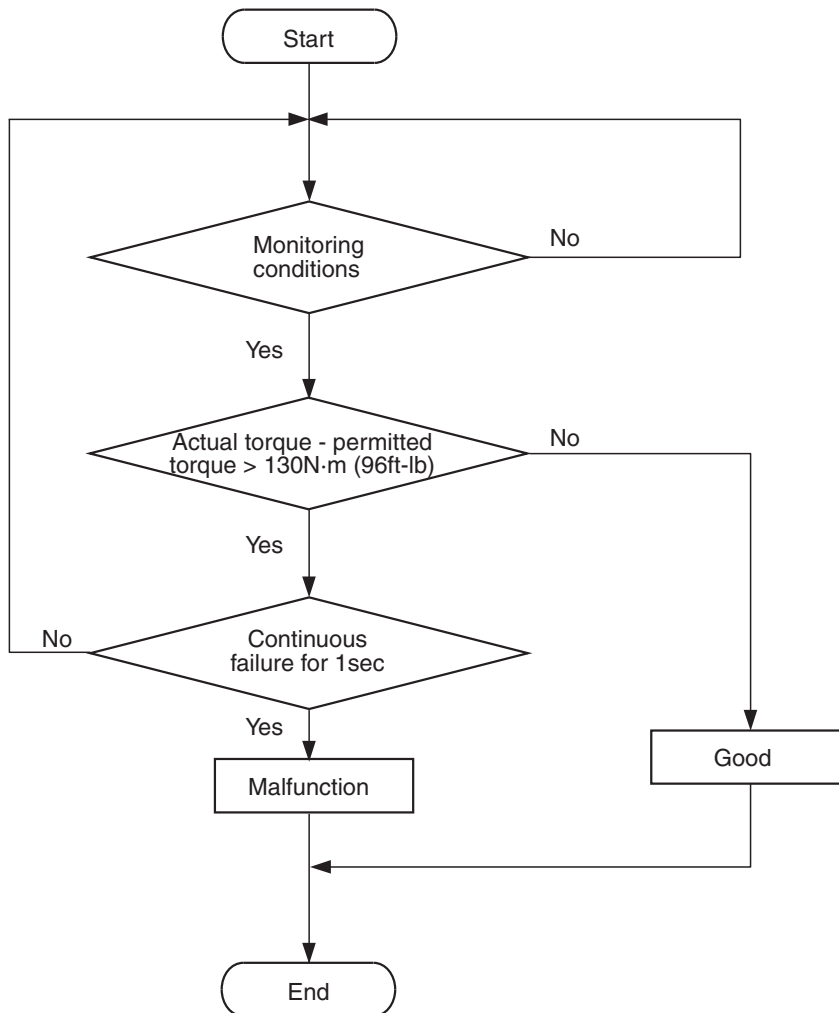 Start
Monitoring
conditions
No
Yes
Actual torque - permitted
torque > 130N·m (96ft-lb)
No
Yes
Continuous
failure for 1sec
No
Yes
Malfunction
Good
End